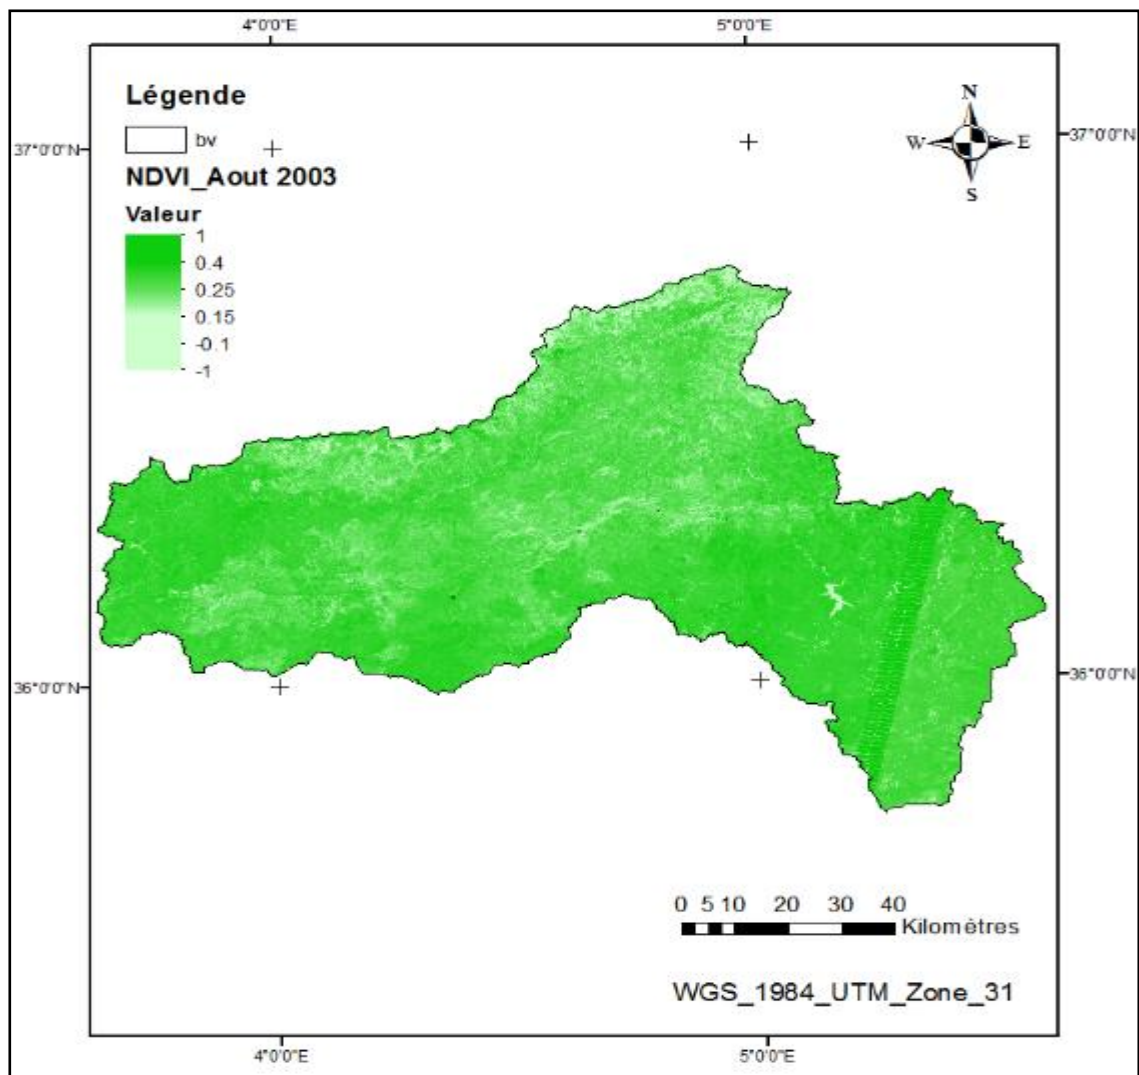 4°0'0"E 5°0'0"E
Légende
bv
NDVI_Aout 2003
Valeur
1
0.4
0.25
0.15
-0.1
-1
N
W E
S
37°0'0"N 37°0'0"N
36°0'0"N 36°0'0"N
0 5 10 20 30 40
Kilomètres
WGS_1984_UTM_Zone_31
4°0'0"E 5°0'0"E